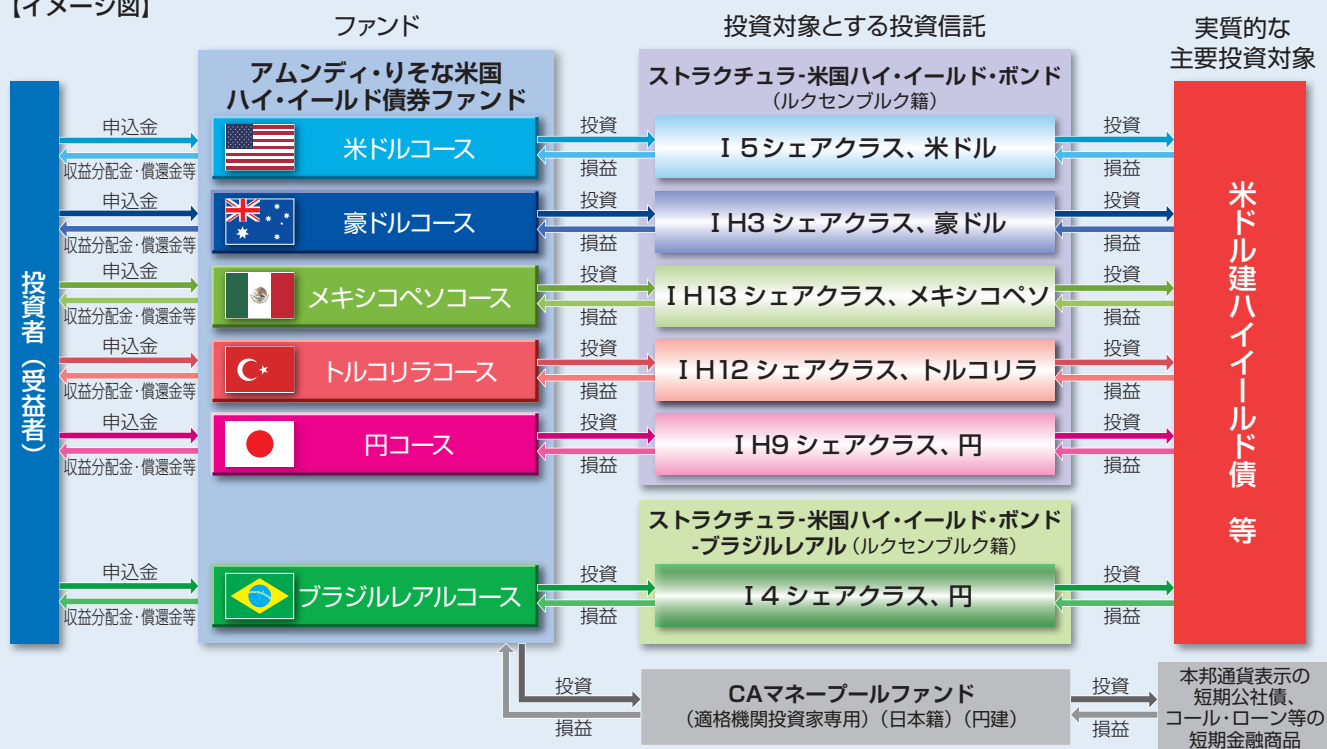 【イメージ図】
ファンド
投資対象とする投資信託
実質的な
主要投資対象
投資者（受益者）
アムンディ・りそな米国
ハイ・イールド債券ファンド
ストラクチュラ-米国ハイ・イールド・ボンド
（ルクセンブルク籍）
申込金
収益分配金・償還金等
米ドルコース
投資
損益
I 5シェアクラス、米ドル
投資
損益
申込金
収益分配金・償還金等
豪ドルコース
投資
損益
I H3 シェアクラス、豪ドル
投資
損益
申込金
収益分配金・償還金等
メキシコペソコース
投資
損益
I H13 シェアクラス、メキシコペソ
投資
損益
申込金
収益分配金・償還金等
トルコリラコース
投資
損益
I H12 シェアクラス、トルコリラ
投資
損益
申込金
収益分配金・償還金等
円コース
投資
損益
I H9 シェアクラス、円
投資
損益
ストラクチュラ-米国ハイ・イールド・ボンド
-ブラジルレアル（ルクセンブルク籍）
申込金
収益分配金・償還金等
ブラジルレアルコース
投資
損益
I 4 シェアクラス、円
投資
損益
米ドル建ハイイールド債 等
投資
損益
CAマネープールファンド
（適格機関投資家専用）（日本籍）（円建）
投資
損益
本邦通貨表示の
短期公社債、
コール・ローン等の
短期金融商品